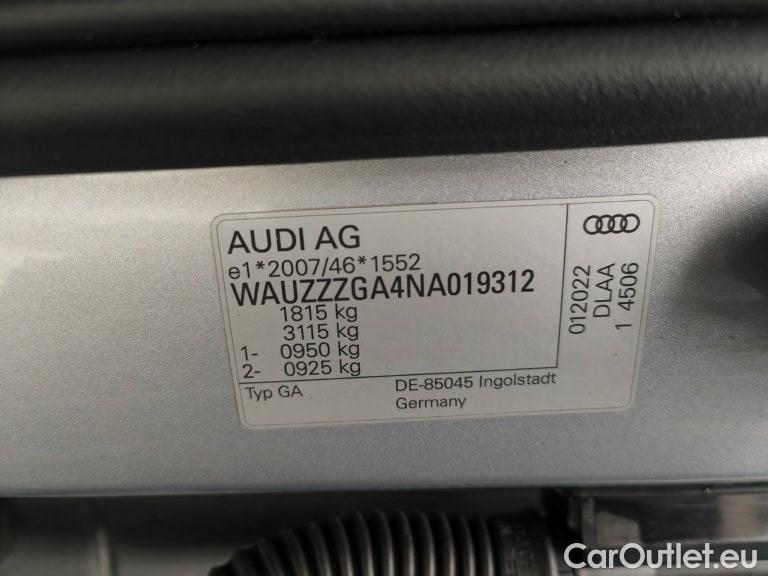 AUDI AG
e1*2007/46*1552
WAUZZZGA4NA019312
1815 kg
3115 kg
1- 0950 kg
2- 0925 kg
Typ GA
DE-85045 Ingolstadt
Germany
012022
DLAA
1 4506
CarOutlet.eu